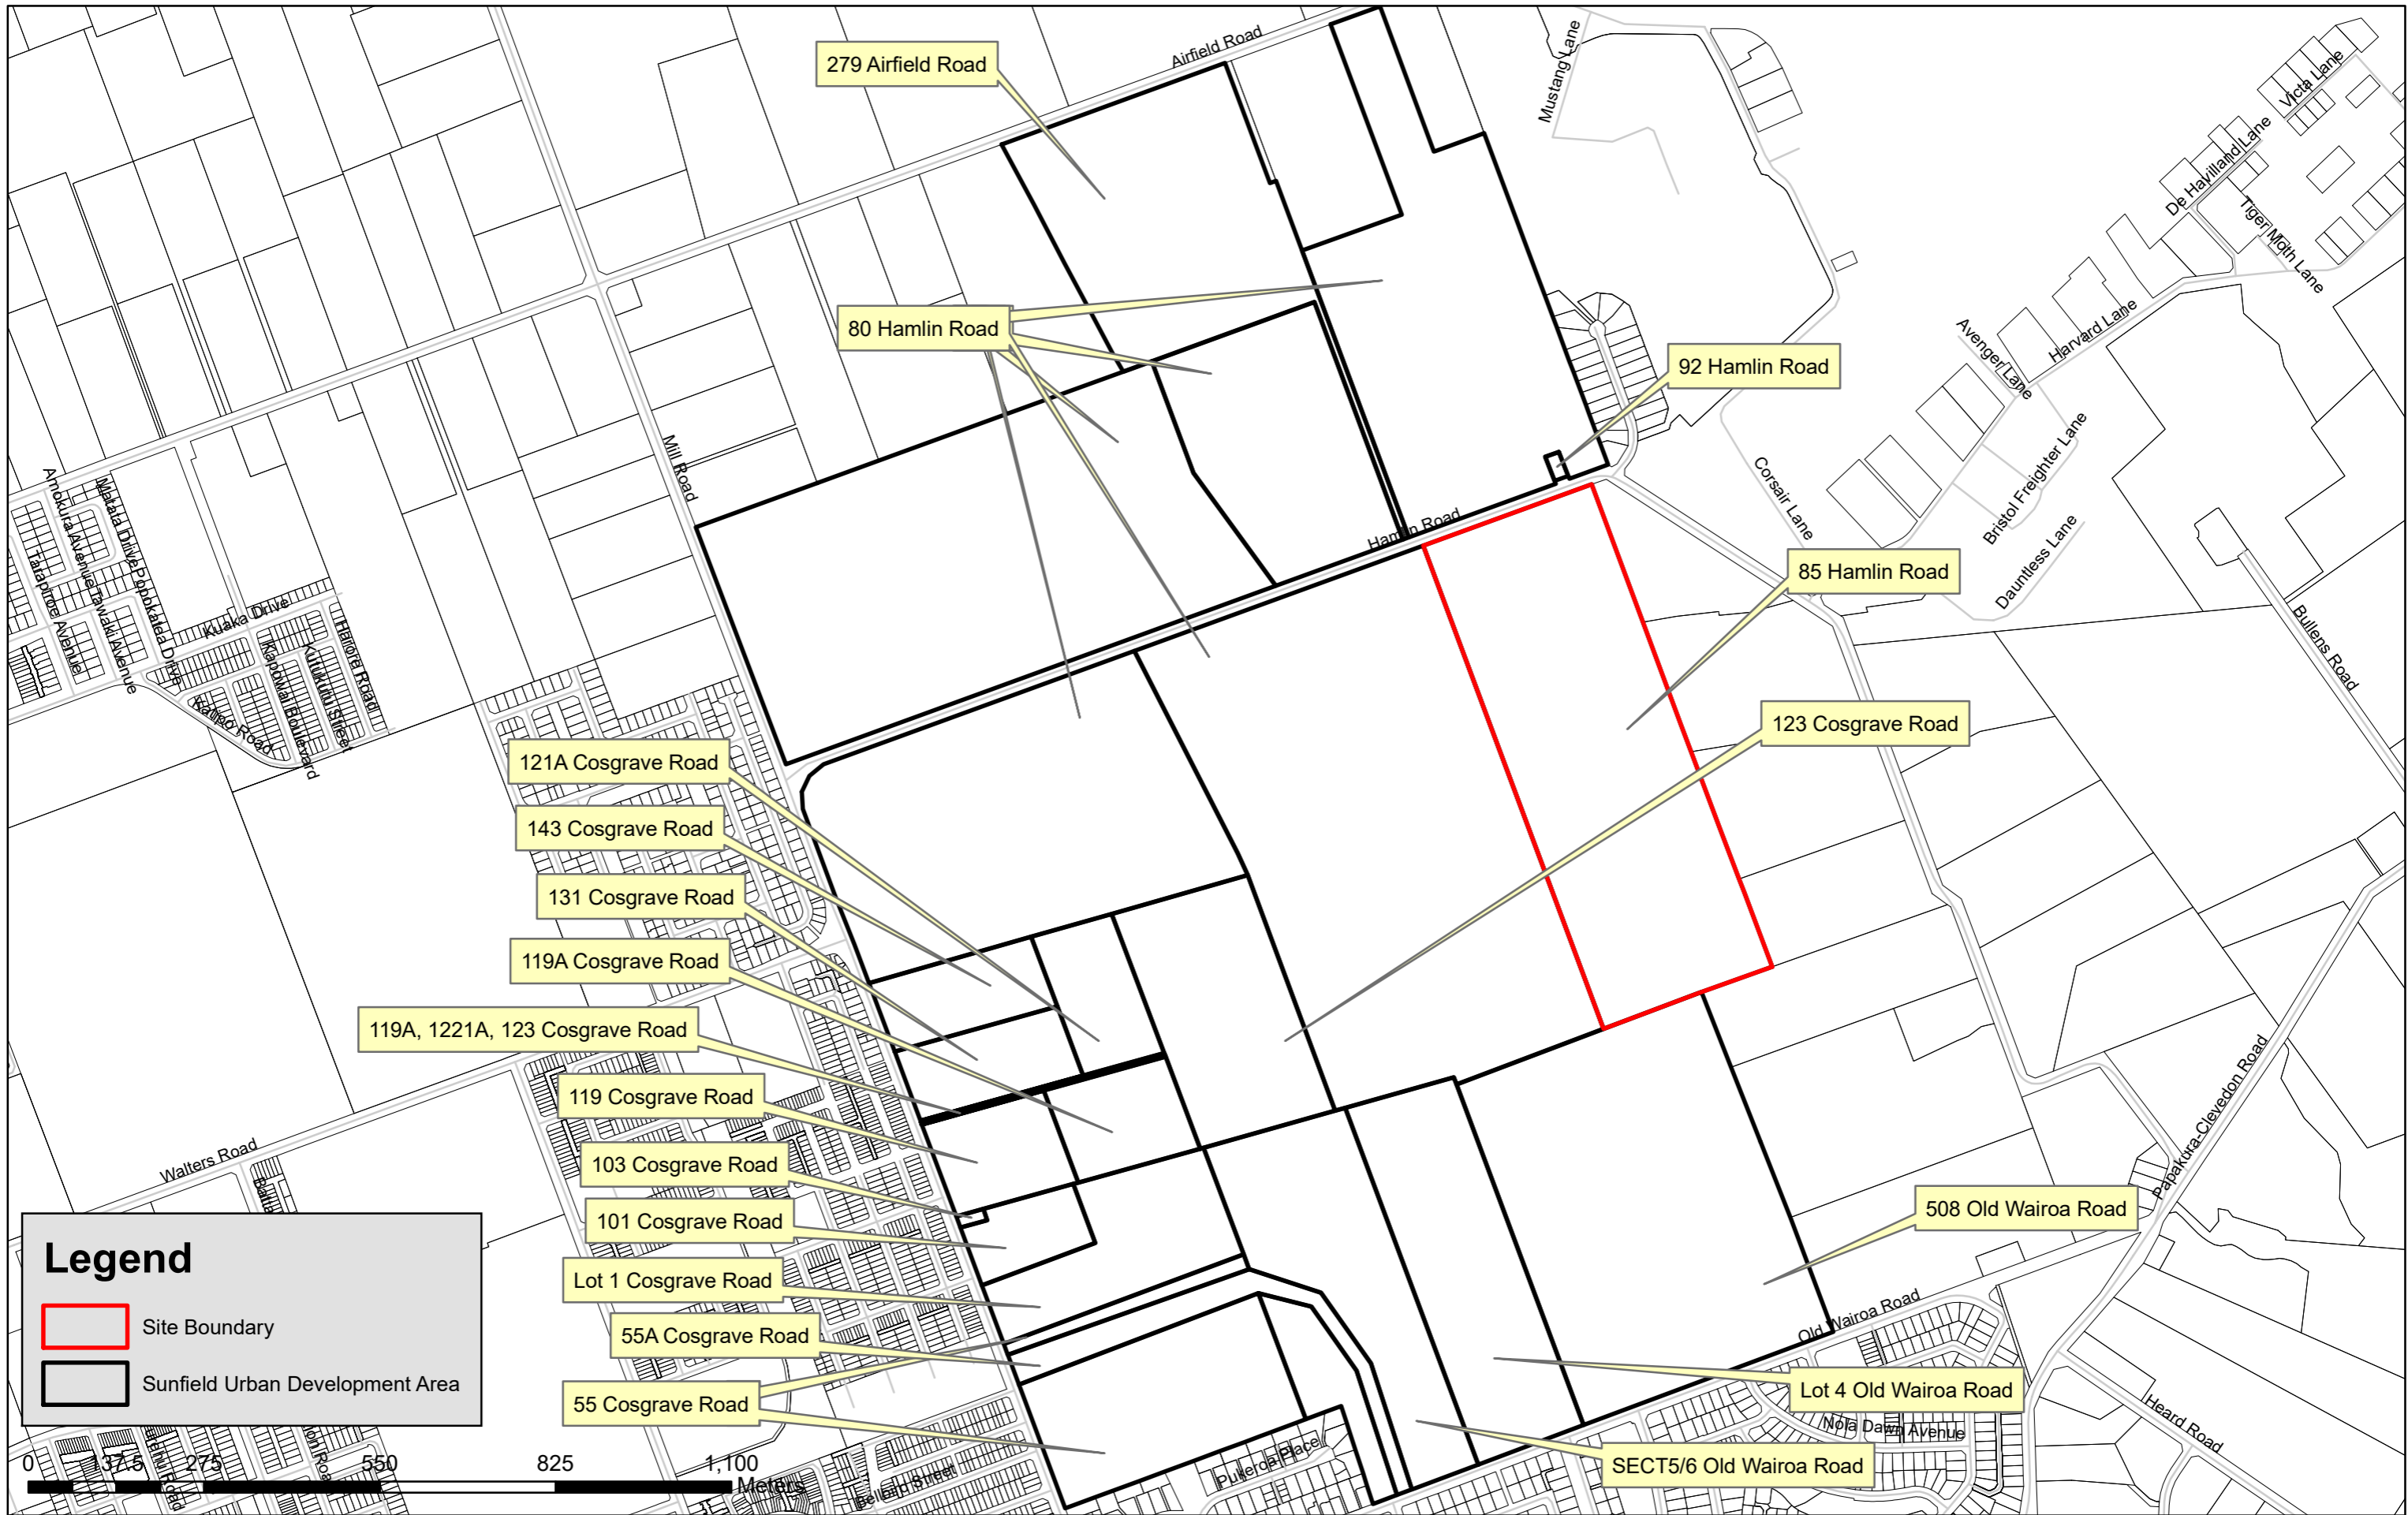 Airfield Road
Mustang Lane
Victa Lane
279 Airfield Road
De Havilland Lane
Tiger Moth Lane
80 Hamlin Road
Avenger Lane
Harvard Lane
92 Hamlin Road
Mill Road
Corsair Lane
Bristol Freighter Lane
Amokura Avenue
Matata Drive
Hamlin Road
Dauntless Lane
85 Hamlin Road
Tarapiroe Avenue
Tawaki Avenue
Popokatea Drive
Kuaka Drive
Kapowai Boulevard
Kutukutu Street
Harore Road
Bullens Road
Katipo Road
123 Cosgrave Road
121A Cosgrave Road
143 Cosgrave Road
131 Cosgrave Road
119A Cosgrave Road
119A, 1221A, 123 Cosgrave Road
119 Cosgrave Road
Papakura-Clevedon Road
Walters Road
103 Cosgrave Road
101 Cosgrave Road
508 Old Wairoa Road
Legend
Lot 1 Cosgrave Road
Site Boundary
Old Wairoa Road
55A Cosgrave Road
Sunfield Urban Development Area
55 Cosgrave Road
Lot 4 Old Wairoa Road
Nola Dawn Avenue
Heard Road
Pukeroa Place
SECT5/6 Old Wairoa Road
0 137.5 275 550 825 1,100
Meters
Bellbird Street